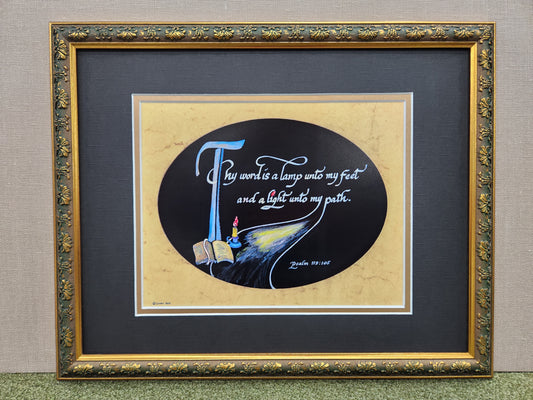 Thy word is a lamp unto my feet
and a light unto my path.
Psalm 119:105